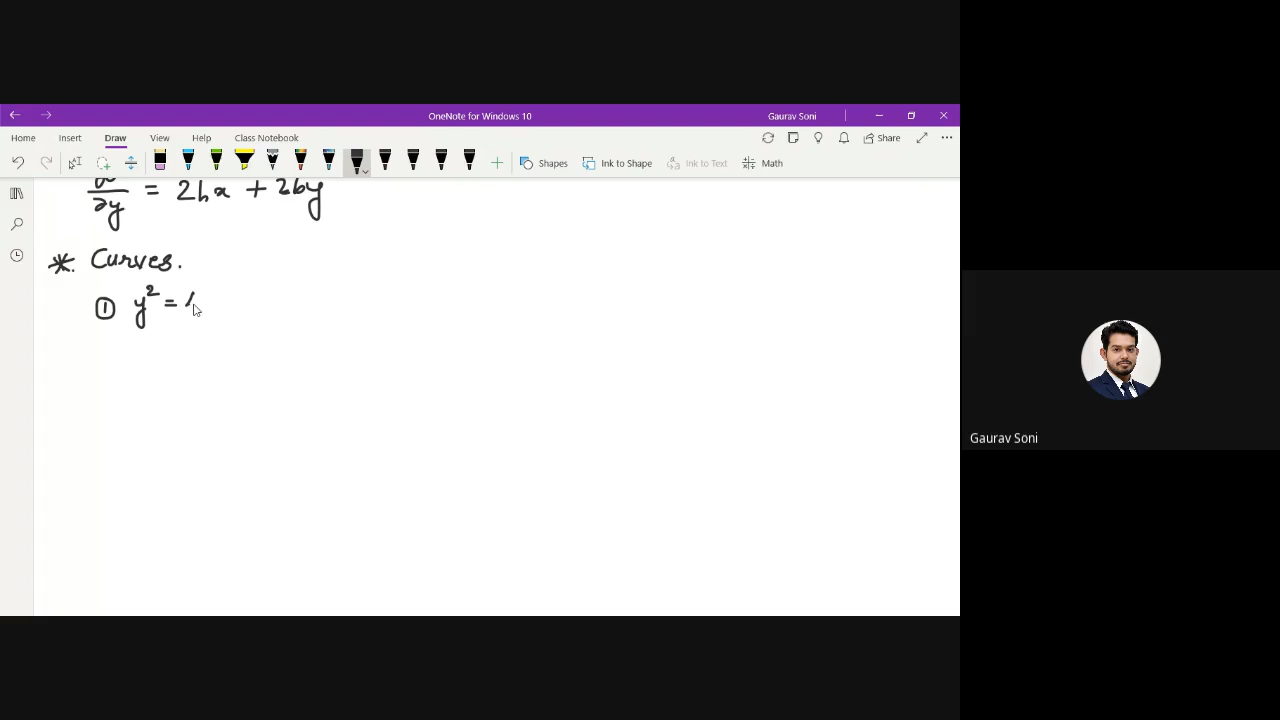 OneNote for Windows 10
Gaurav Soni
Home Insert Draw View Help Class Notebook
Share
Shapes Ink to Shape Ink to Text Math
∂y = 2hx + 2by
*. Curves.
① y² =
Gaurav Soni